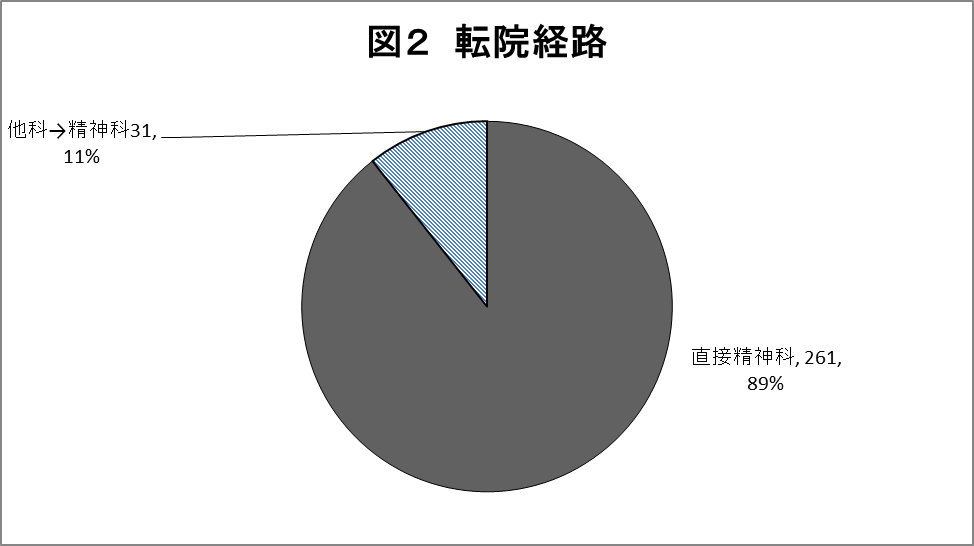 図２ 転院経路
他科→精神科31,
11%
直接精神科, 261,
89%